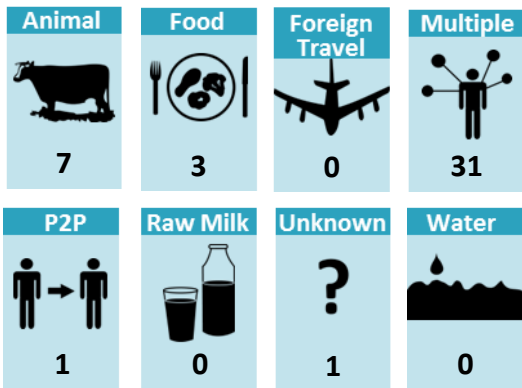 Animal
Food
Foreign
Travel
Multiple
7
3
0
31
P2P
Raw Milk
Unknown
Water
?
1
0
1
0